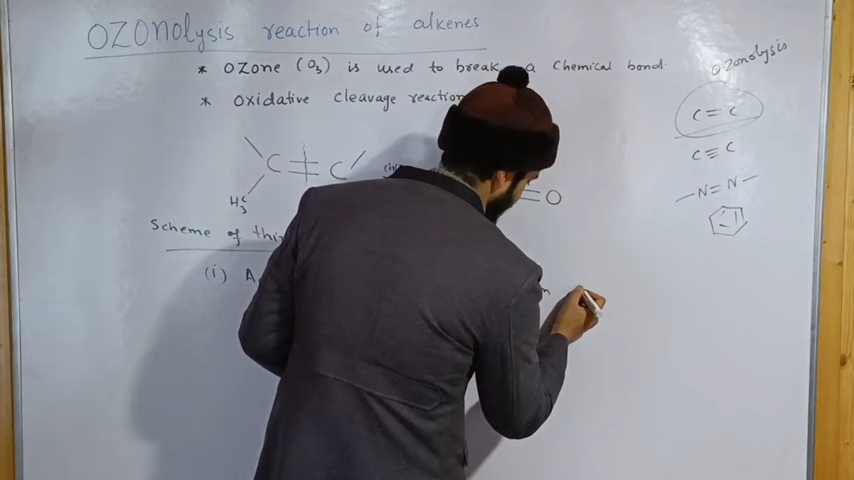 OZONOLYSIS reaction of alkenes.
* OZone (O3) is used to break a Chemical bond.
* Oxidative Cleavage reaction
C = C
H3C
= O
Scheme of this
(i) A
Ozonolysis
C = C
C ≡ C
N = N